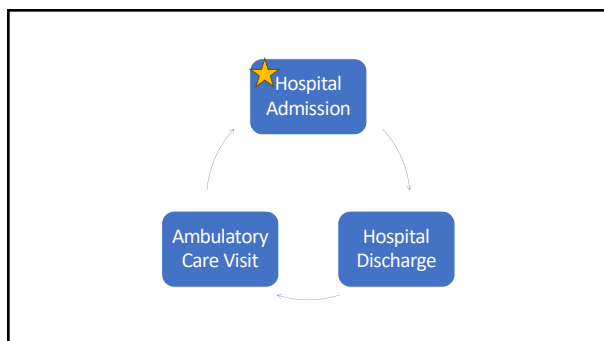 Hospital
Admission
Ambulatory
Care Visit
Hospital
Discharge